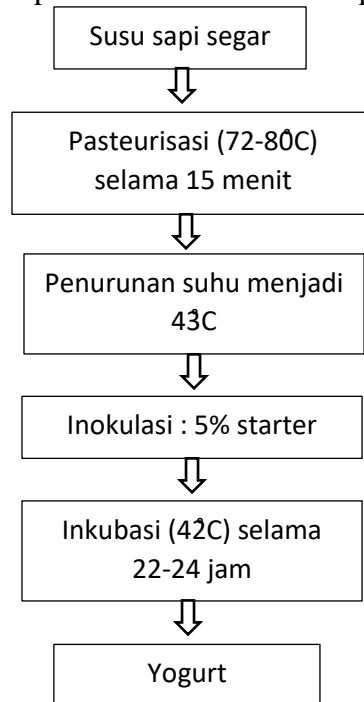 Susu sapi segar
Pasteurisasi (72-80̊C)
selama 15 menit
Penurunan suhu menjadi
43̊C
Inokulasi : 5% starter
Inkubasi (42̊C) selama
22-24 jam
Yogurt